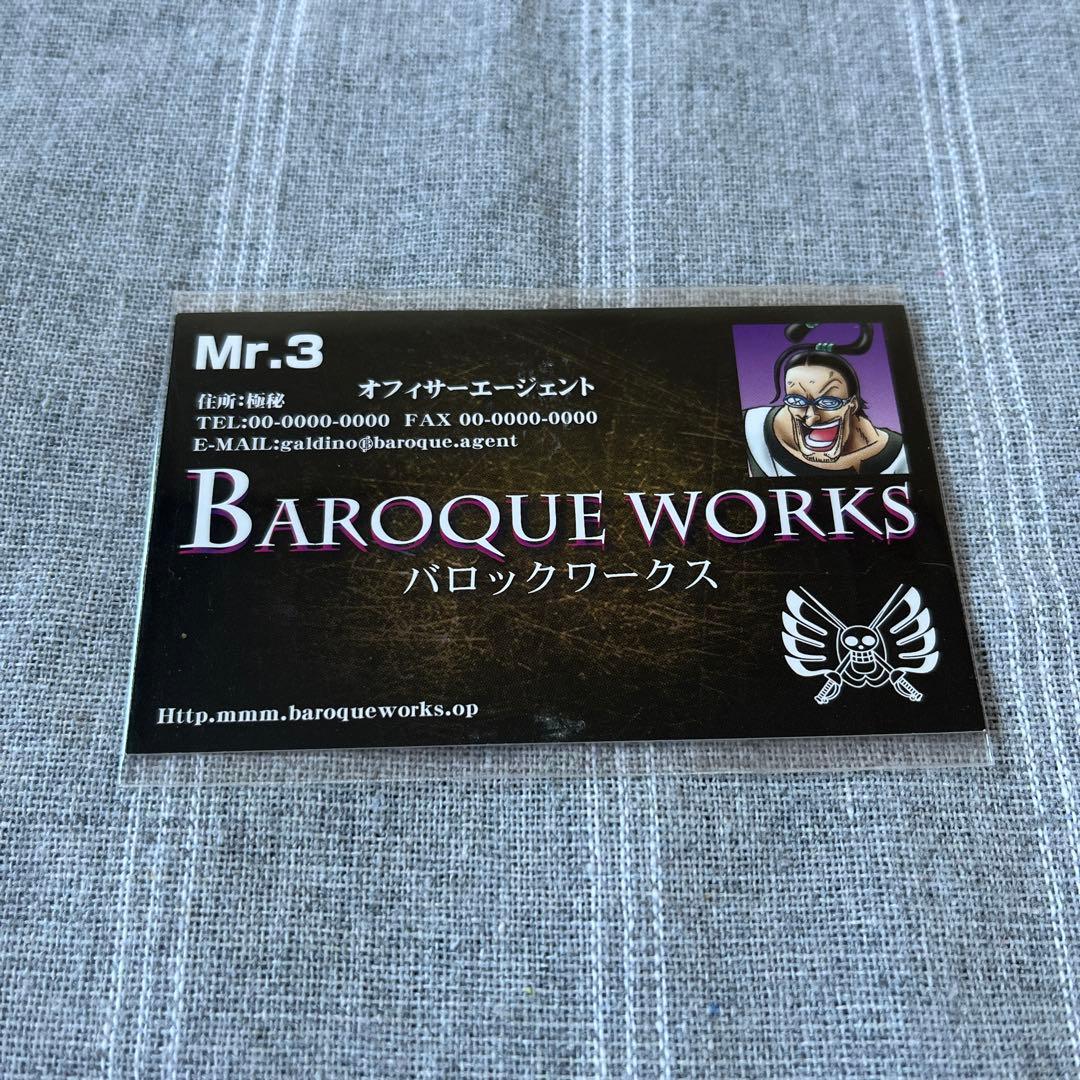 Mr.3
オフィサーエージェント
住所:極秘
TEL:00-0000-0000 FAX 00-0000-0000
E-MAIL:galdino@baroque.agent
BAROQUE WORKS
バロックワークス
Http.mmm.baroqueworks.op